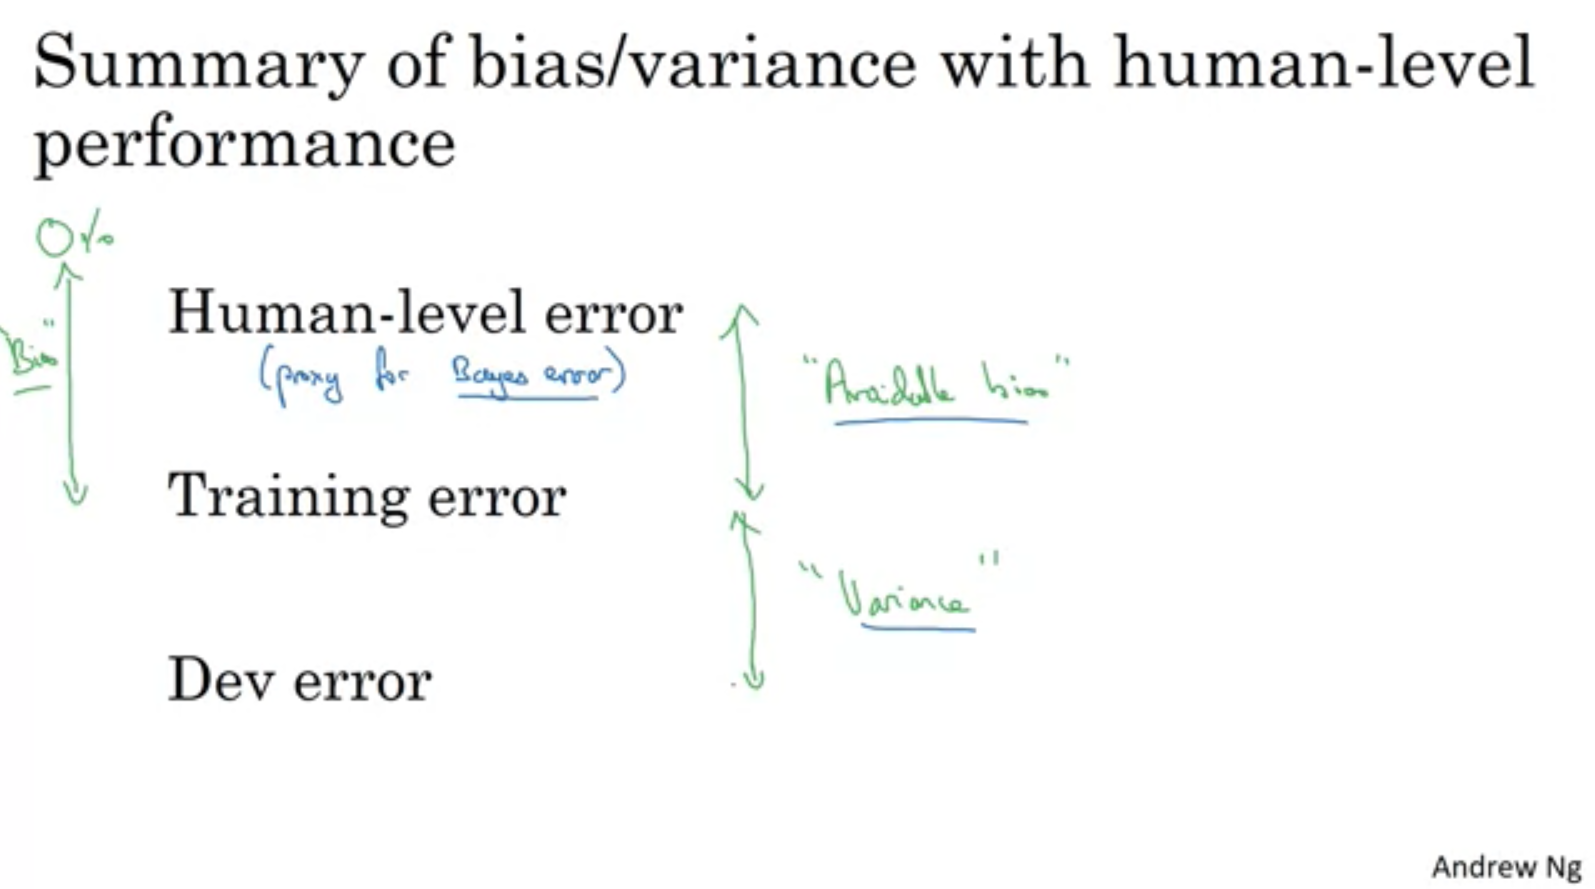 Summary of bias/variance with human-level
performance
0%
Human-level error
"Bias"
(proxy for Bayes error)
"Avoidable bias"
Training error
"Variance"
Dev error
Andrew Ng